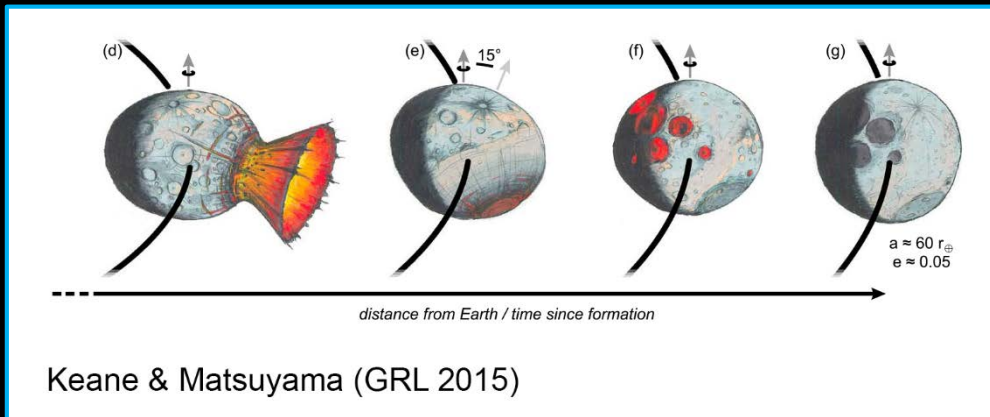 (d)
(e)
15°
(f)
(g)
a ≈ 60 r⊕
e ≈ 0.05
distance from Earth / time since formation
Keane & Matsuyama (GRL 2015)